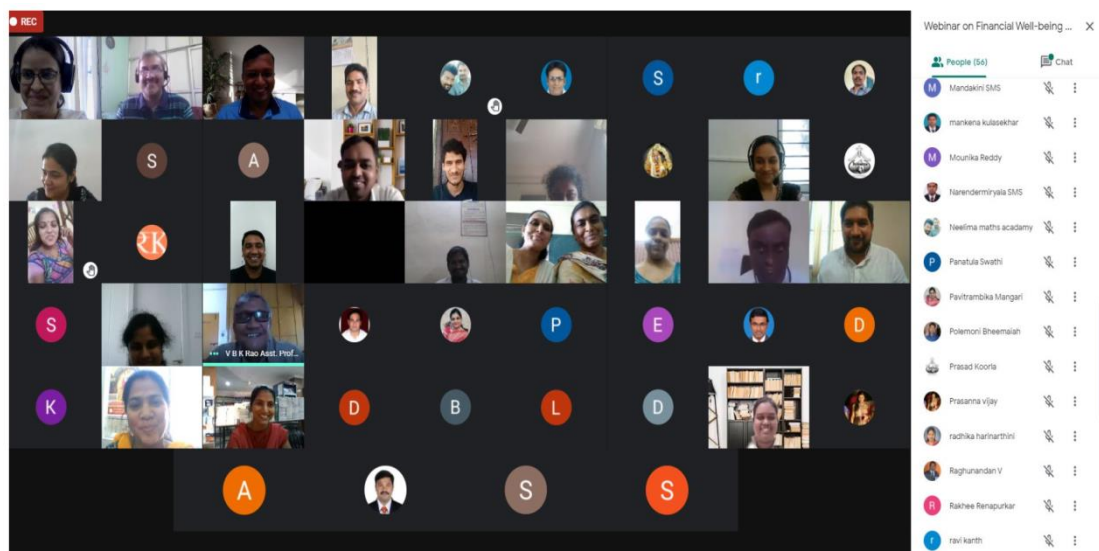 REC
S
r
S
A
RK
V B K Rao Asst. Prof...
S
P
E
D
K
D
B
L
D
A
S
S
Webinar on Financial Well-being ...
People (56)
Chat
M Mandakini SMS
mankena kulasekhar
M Mounika Reddy
Narendermiryala SMS
Neelima maths acadamy
P Panatula Swathi
Pavitrambika Mangari
Polemoni Bheemaiah
Prasad Koorla
Prasanna vijay
radhika harinarthini
Raghunandan V
R Rakhee Renapurkar
r ravi kanth